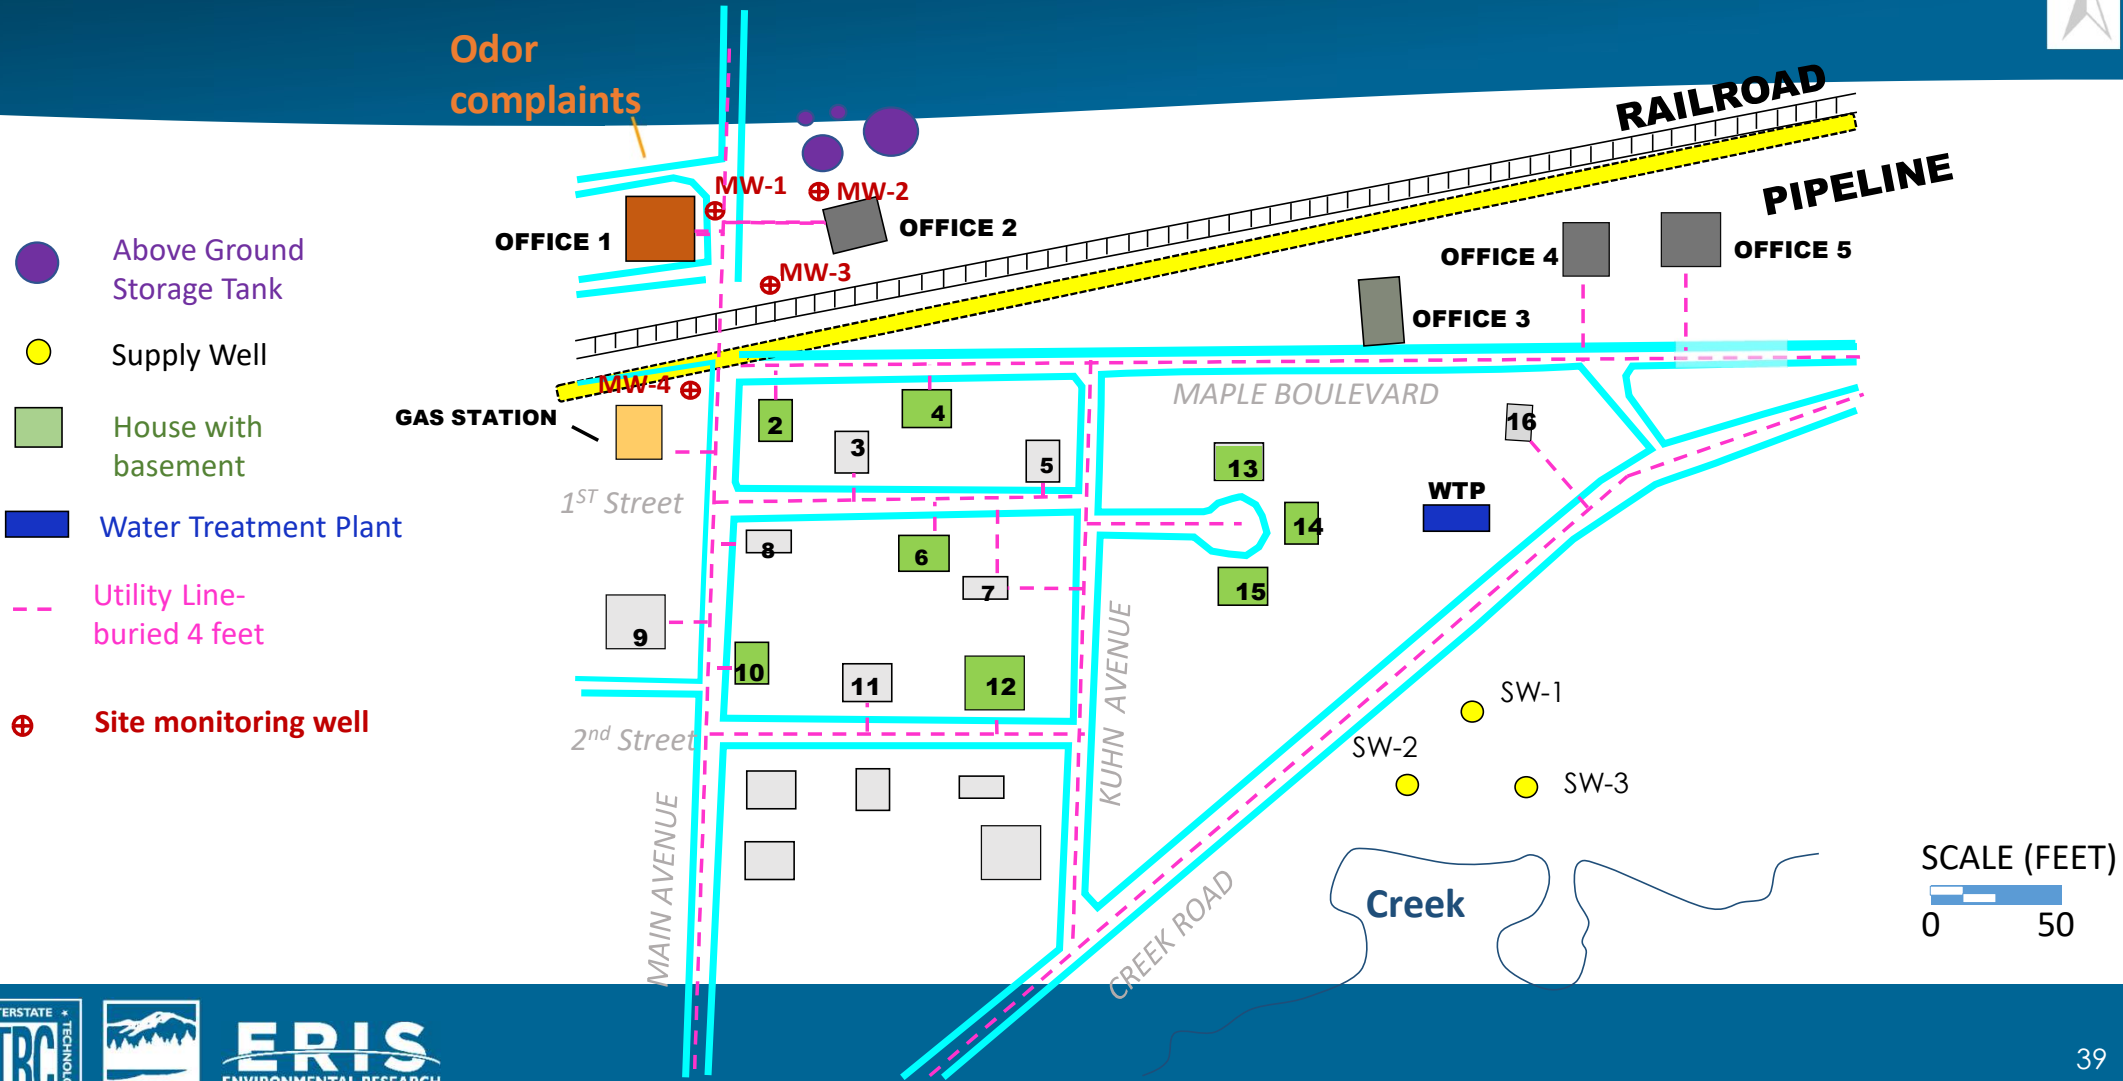 Odor
complaints
RAILROAD
PIPELINE
MW-1
MW-2
OFFICE 1
OFFICE 2
MW-3
OFFICE 4
OFFICE 5
OFFICE 3
Above Ground
Storage Tank
Supply Well
House with
basement
Water Treatment Plant
Utility Line-
buried 4 feet
Site monitoring well
MW-4
GAS STATION
MAPLE BOULEVARD
2
4
3
5
16
13
1ST Street
WTP
14
8
6
7
15
9
10
11
12
2nd Street
KUHN AVENUE
MAIN AVENUE
CREEK ROAD
SW-1
SW-2
SW-3
Creek
SCALE (FEET)
0 50
ERIS
ENVIRONMENTAL RESEARCH
39